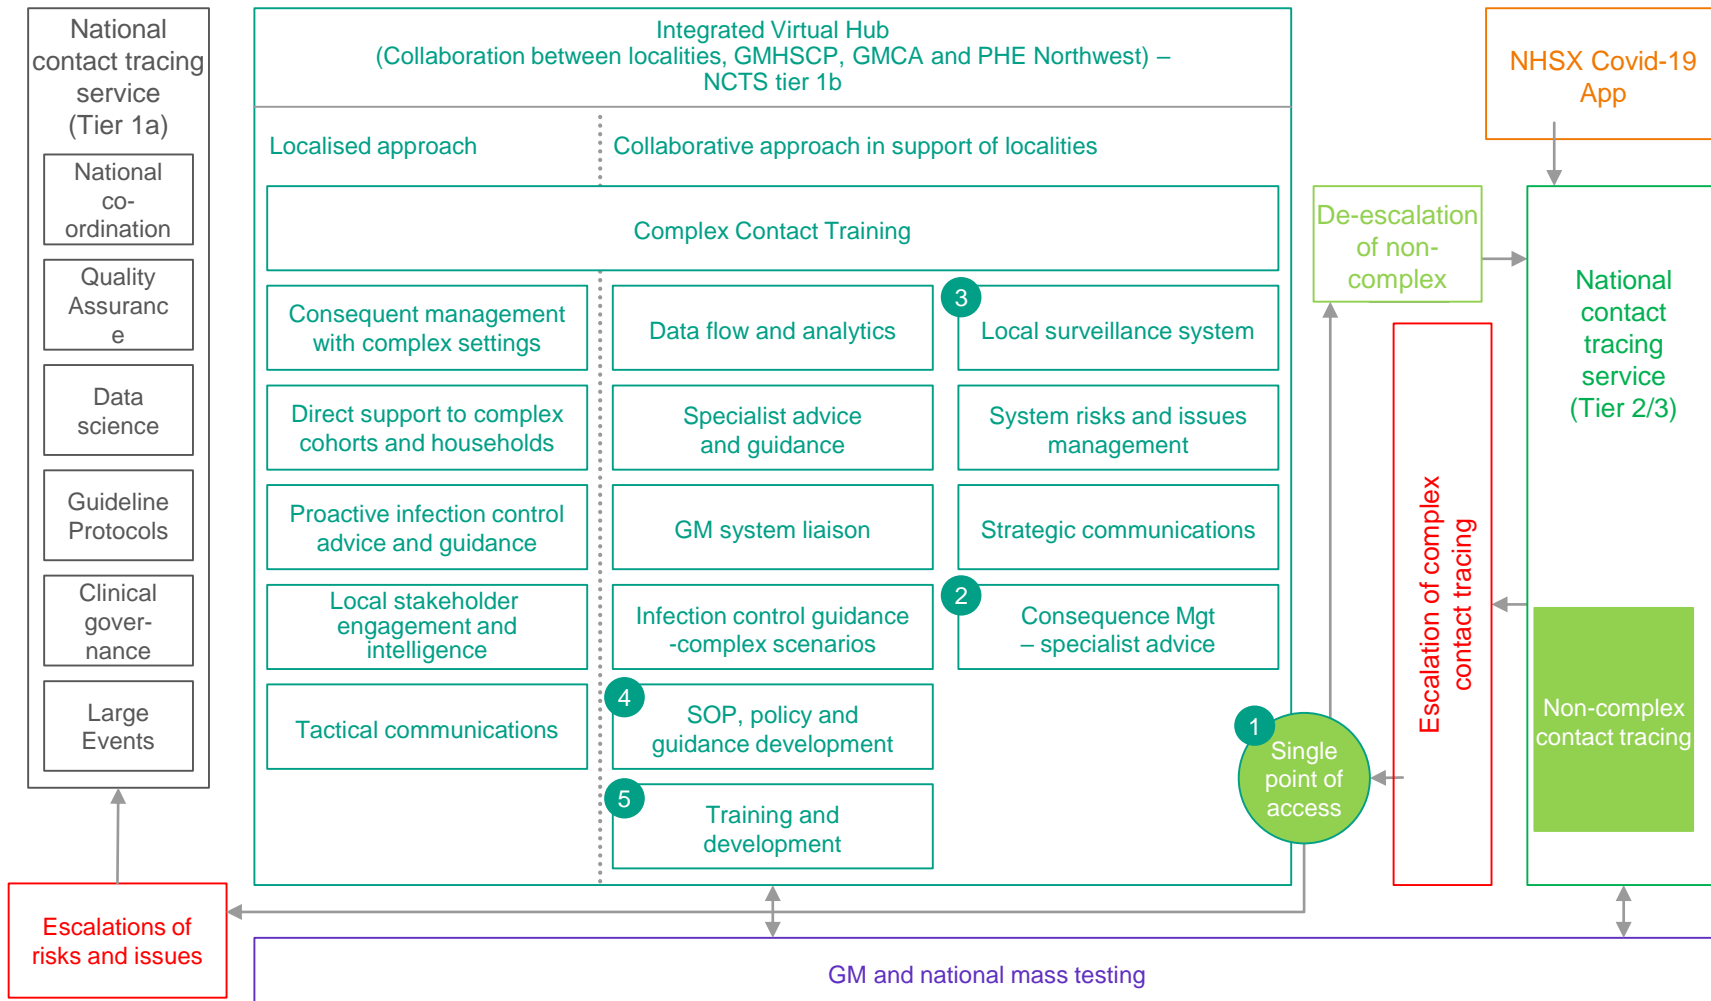 National
contact tracing
service
(Tier 1a)
National
co-
ordination
Quality
Assuranc
e
Data
science
Guideline
Protocols
Clinical
gover-
nance
Large
Events
Escalations of
risks and issues
Integrated Virtual Hub
(Collaboration between localities, GMHSCP, GMCA and PHE Northwest) –
NCTS tier 1b
Localised approach
Collaborative approach in support of localities
Complex Contact Training
Consequent management
with complex settings
Direct support to complex
cohorts and households
Proactive infection control
advice and guidance
Local stakeholder
engagement and
intelligence
Tactical communications
Data flow and analytics
Specialist advice
and guidance
GM system liaison
Infection control guidance
-complex scenarios
4
SOP, policy and
guidance development
5
Training and
development
3
Local surveillance system
System risks and issues
management
Strategic communications
2
Consequence Mgt
– specialist advice
1
Single
point of
access
De-escalation
of non-
complex
Escalation of complex
contact tracing
NHSX Covid-19
App
National
contact
tracing
service
(Tier 2/3)
Non-complex
contact tracing
GM and national mass testing